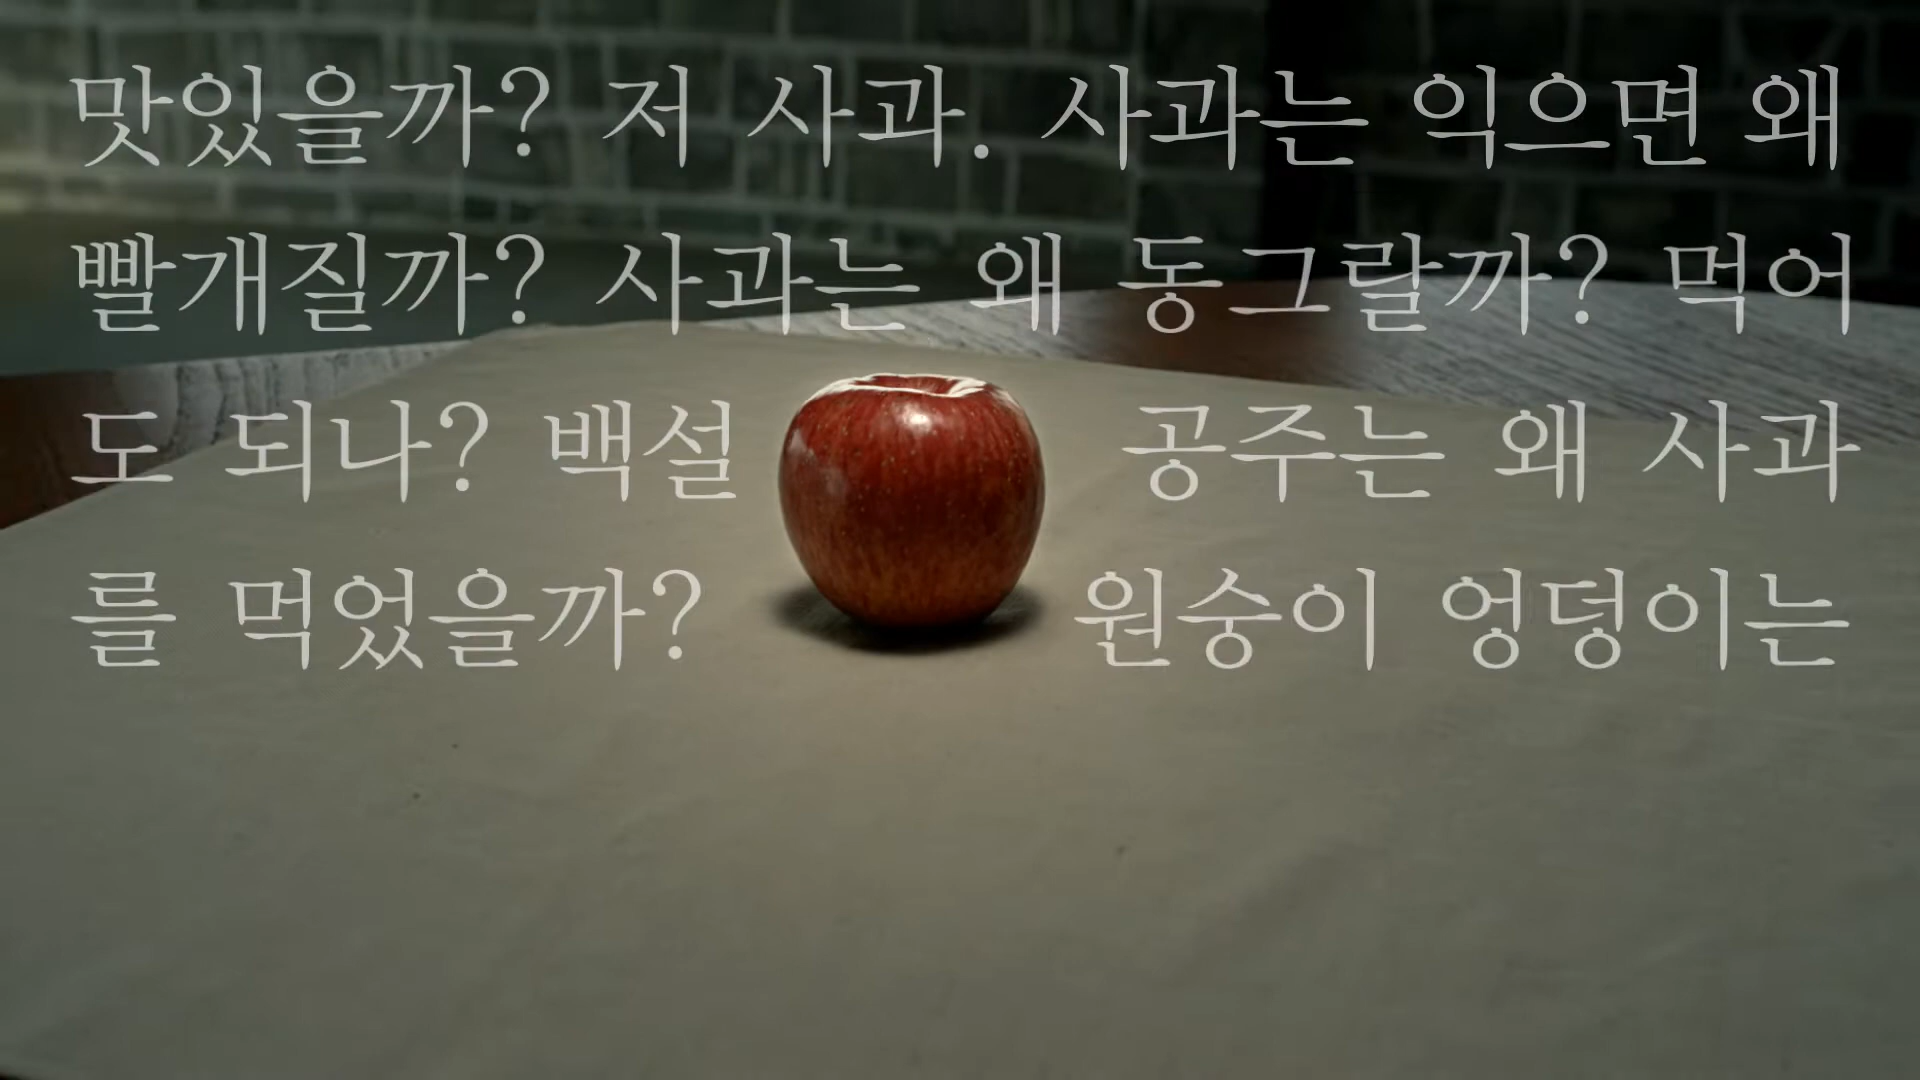 맛있을까? 저 사과. 사과는 익으면 왜
빨개질까? 사과는 왜 동그랄까? 먹어
도 되나? 백설 공주는 왜 사과
를 먹었을까? 원숭이 엉덩이는